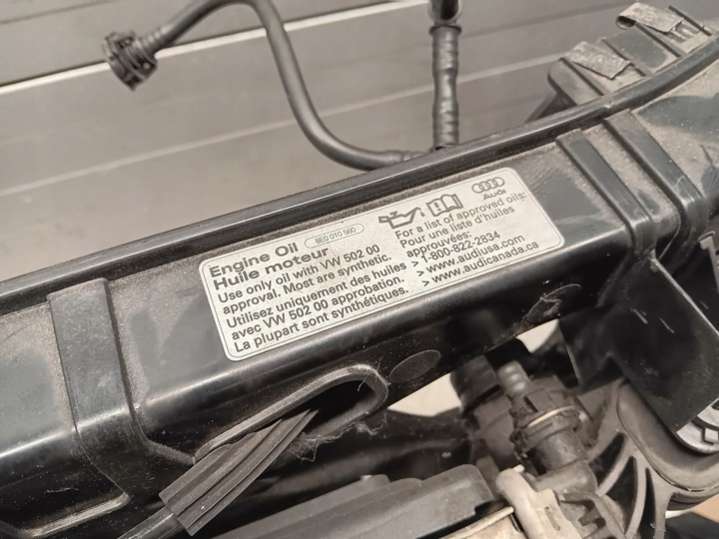 Engine Oil
Huile moteur
Use only oil with VW 502 00
approval. Most are synthetic.
Utilisez uniquement des huiles
avec VW 502 00 approbation.
La plupart sont synthétiques.
Audi
For a list of approved oils:
Pour une liste d'huiles
approuvées:
> 1-800-822-2834
> www.audiusa.com
> www.audicanada.ca